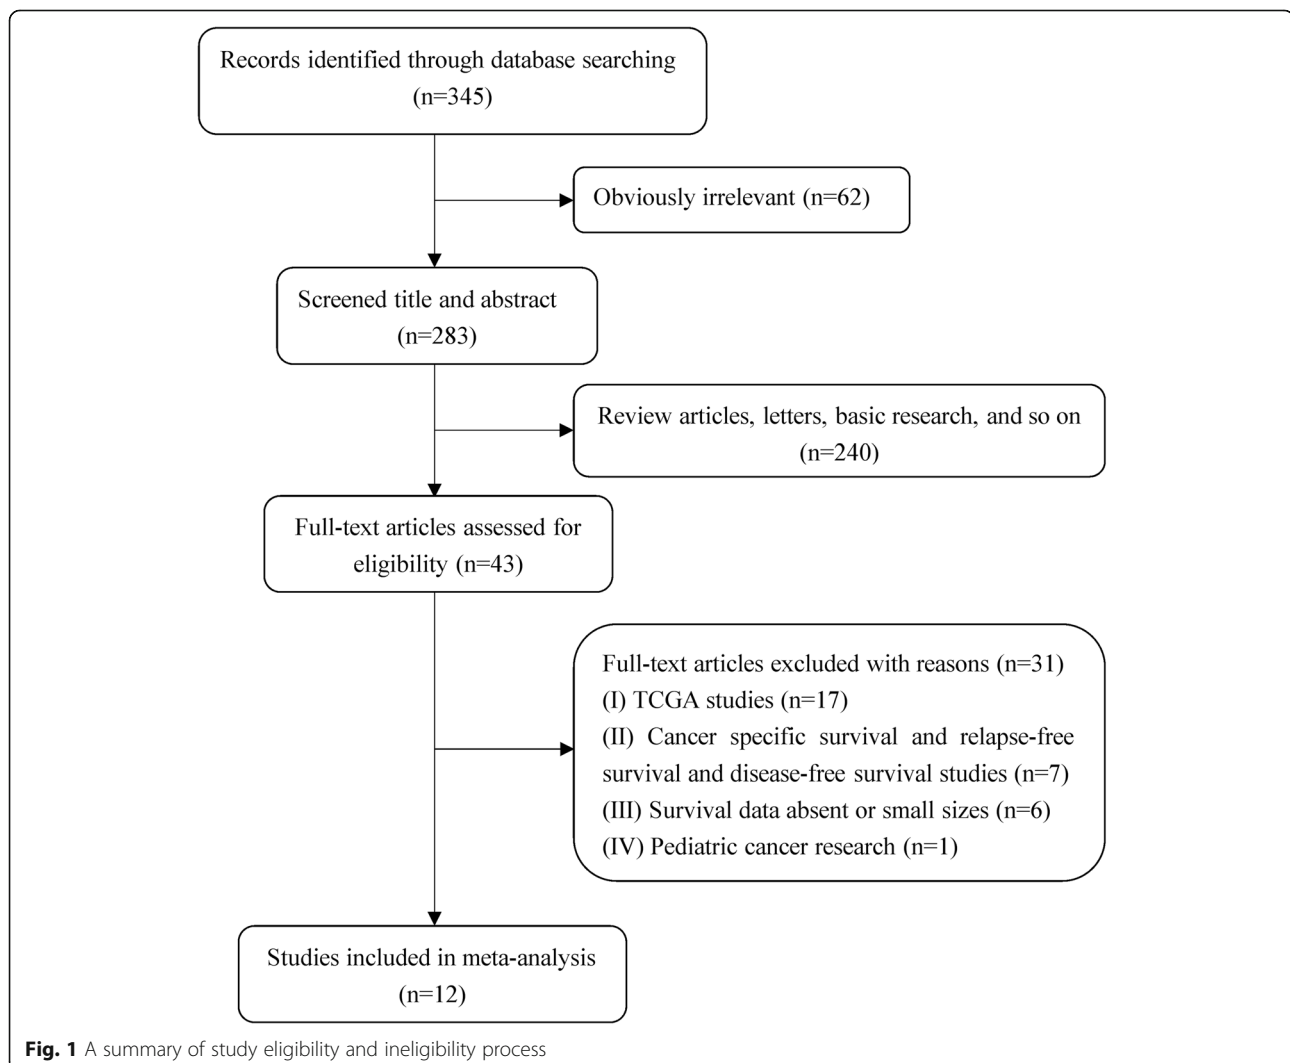 Records identified through database searching
(n=345)
Obviously irrelevant (n=62)
Screened title and abstract
(n=283)
Review articles, letters, basic research, and so on
(n=240)
Full-text articles assessed for
eligibility (n=43)
Full-text articles excluded with reasons (n=31)
(I) TCGA studies (n=17)
(II) Cancer specific survival and relapse-free
survival and disease-free survival studies (n=7)
(III) Survival data absent or small sizes (n=6)
(IV) Pediatric cancer research (n=1)
Studies included in meta-analysis
(n=12)
Fig. 1 A summary of study eligibility and ineligibility process